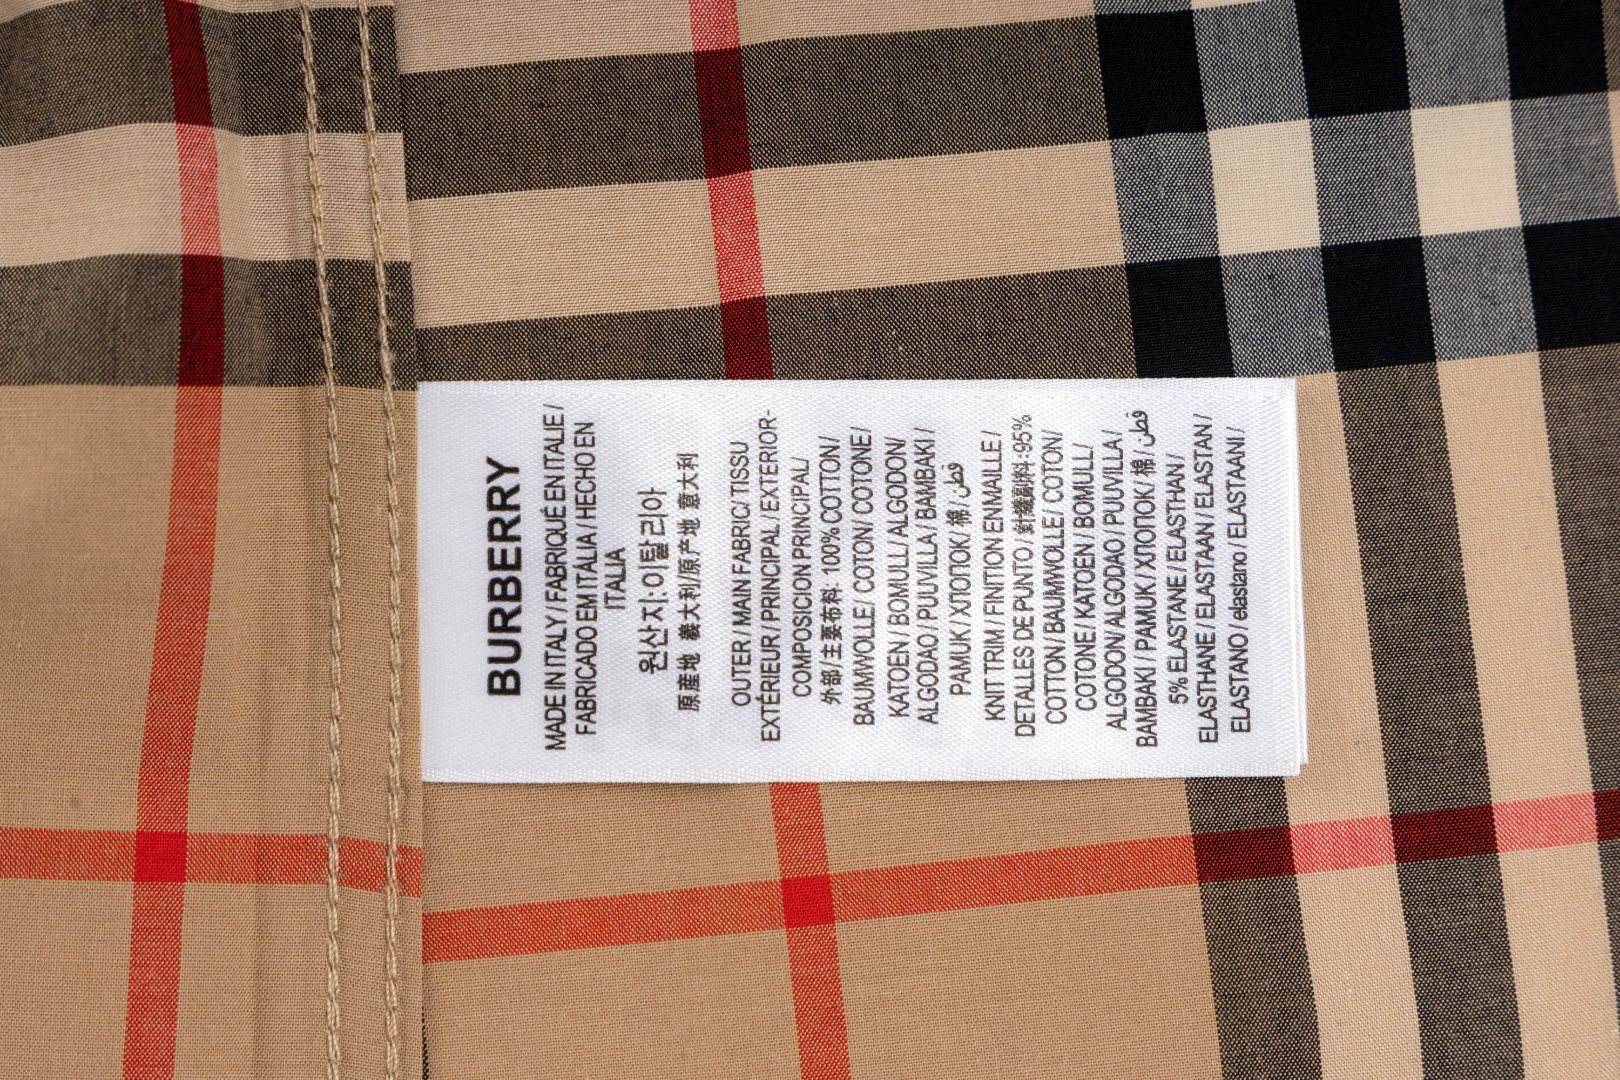 BURBERRY
MADE IN ITALY / FABRIQUÉ EN ITALIE /
FABRICADO EM ITÁLIA / HECHO EN
ITALIA
원산지:이탈리아
原産地 義大利/原产地 意大利
OUTER / MAIN FABRIC/ TISSU
EXTÉRIEUR / PRINCIPAL / EXTERIOR-
COMPOSICION PRINCIPAL/
外部/主要布料: 100% COTTON/
BAUMWOLLE/ COTON/ COTONE/
KATOEN / BOMULL/ ALGODON/
ALGODAO / PUUVILLA / BAMBAKI /
PAMUK / ХЛОПОК / 棉 / قطن
KNIT TRIM / FINITION EN MAILLE /
DETALLES DE PUNTO / 針織副料:95%
COTTON / BAUMWOLLE/ COTON/
COTONE / KATOEN / BOMULL/
ALGODON/ ALGODAO / PUUVILLA /
BAMBAKI / PAMUK / ХЛОПОК / 棉 / قطن
5% ELASTANE / ELASTHAN /
ELASTHANE / ELASTAAN / ELASTAN /
ELASTANO / elastano / ELASTAANI /